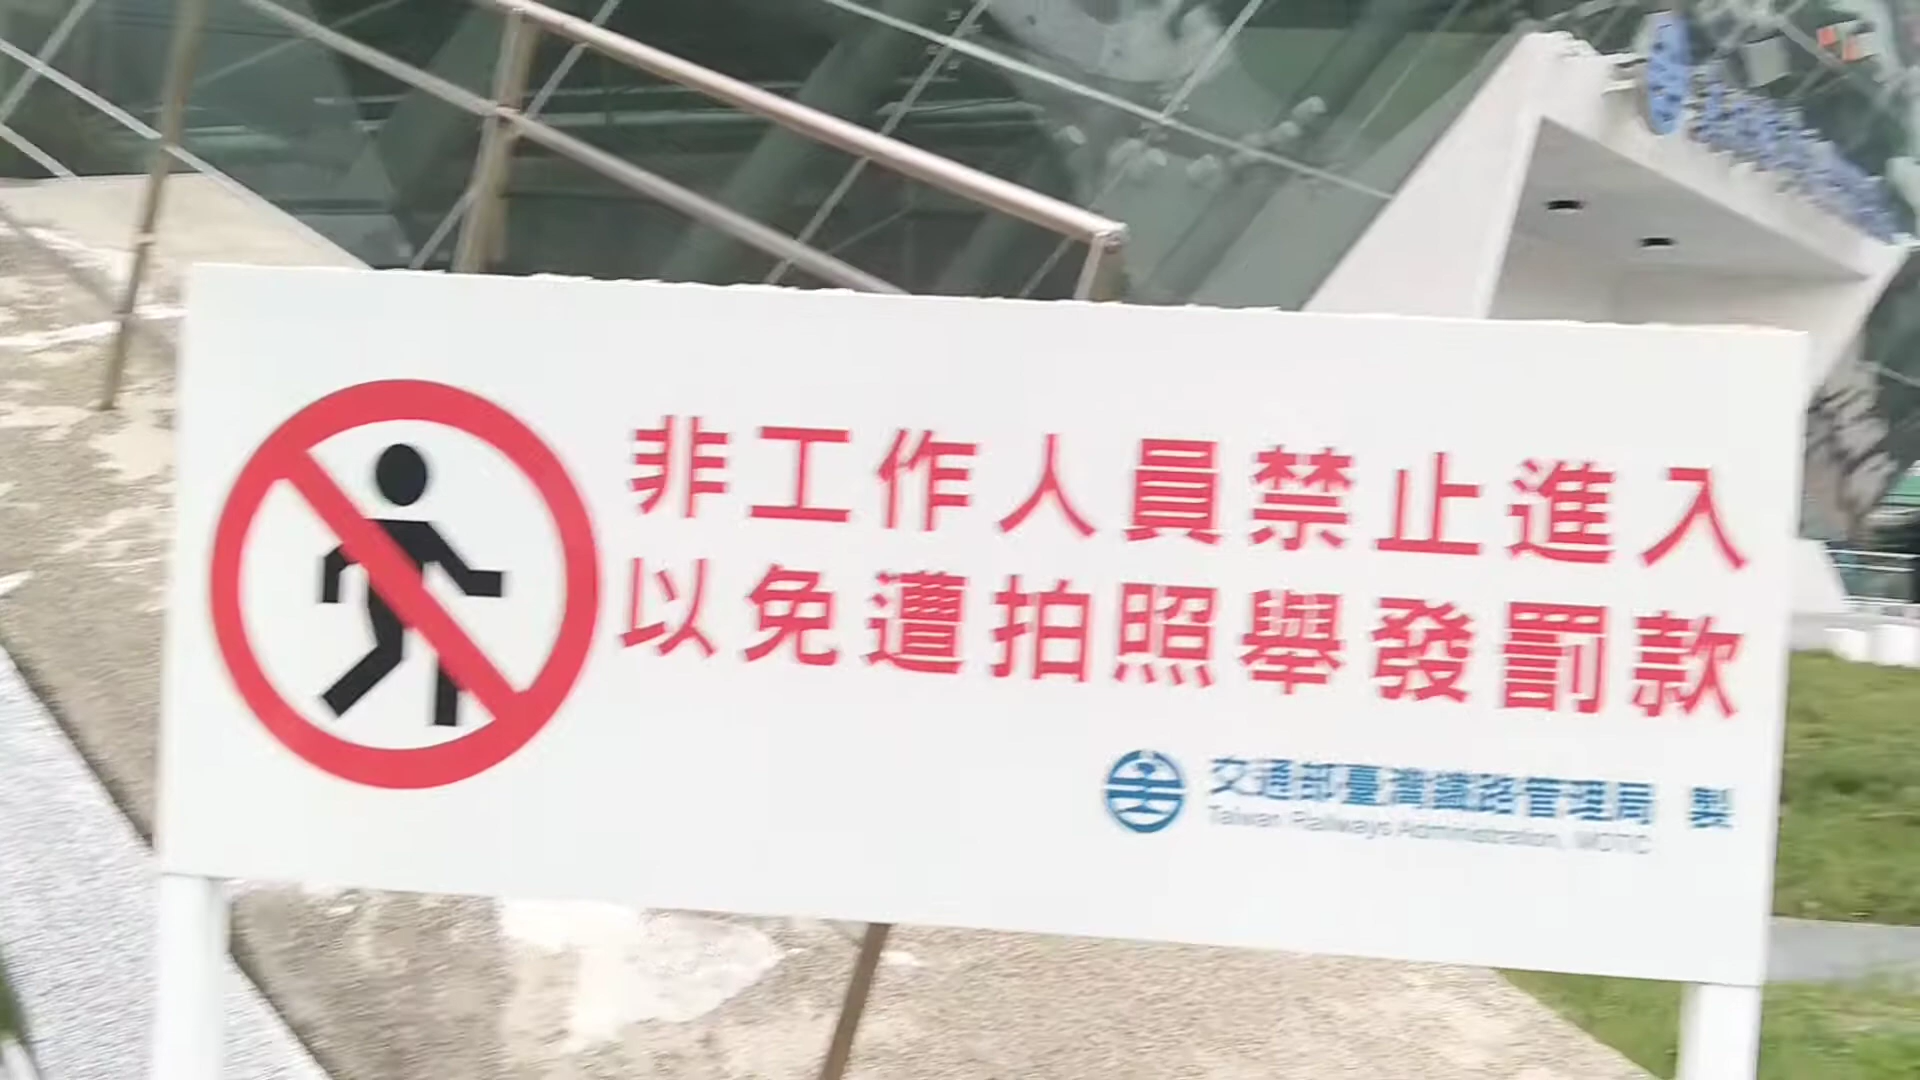 非工作人員禁止進入
以免遭拍照舉發罰款
交通部臺灣鐵路管理局 製
Taiwan Railways Administration, MOTC